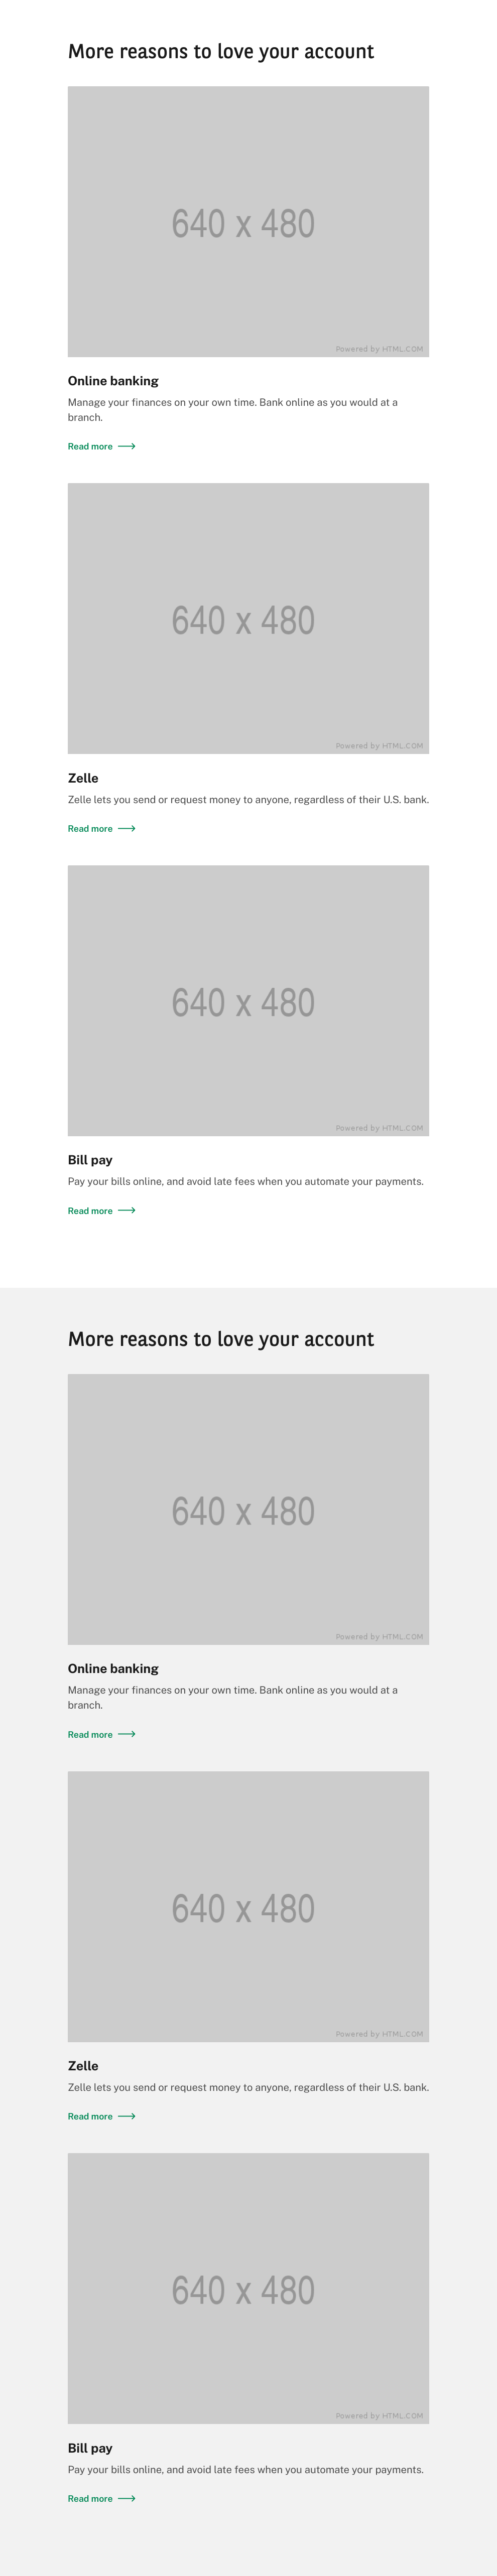 More reasons to love your account
640 x 480
Powered by HTML.COM
Online banking
Manage your finances on your own time. Bank online as you would at a
branch.
Read more
640 x 480
Powered by HTML.COM
Zelle
Zelle lets you send or request money to anyone, regardless of their U.S. bank.
Read more
640 x 480
Powered by HTML.COM
Bill pay
Pay your bills online, and avoid late fees when you automate your payments.
Read more
More reasons to love your account
640 x 480
Powered by HTML.COM
Online banking
Manage your finances on your own time. Bank online as you would at a
branch.
Read more
640 x 480
Powered by HTML.COM
Zelle
Zelle lets you send or request money to anyone, regardless of their U.S. bank.
Read more
640 x 480
Powered by HTML.COM
Bill pay
Pay your bills online, and avoid late fees when you automate your payments.
Read more